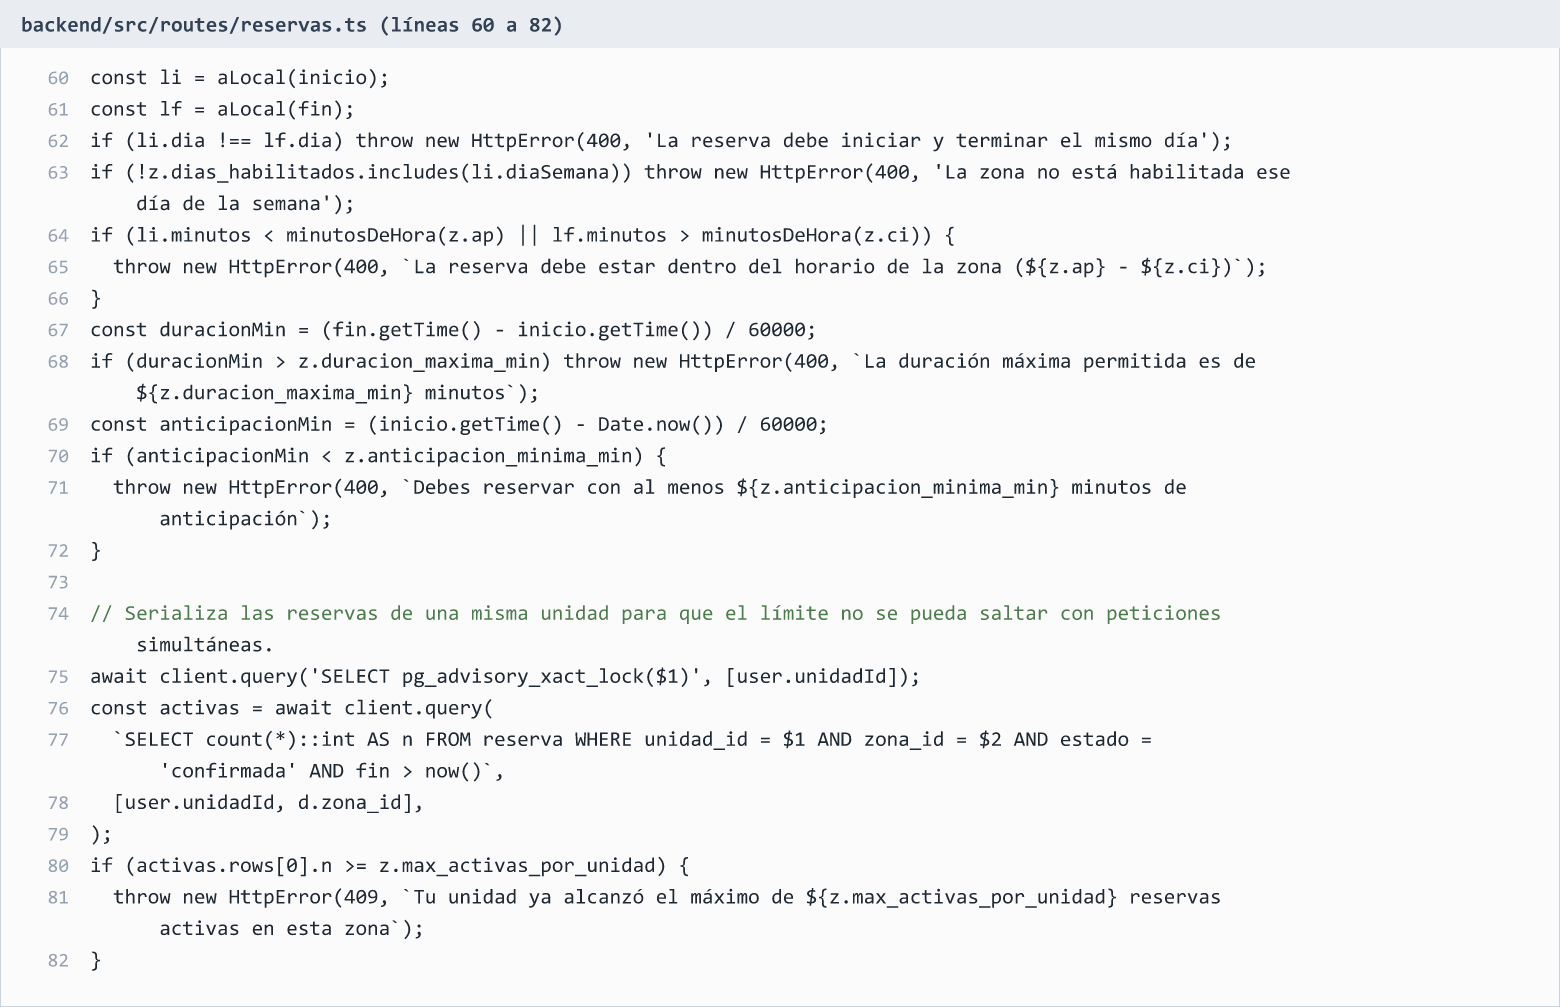 backend/src/routes/reservas.ts (líneas 60 a 82)
60 const li = aLocal(inicio);
61 const lf = aLocal(fin);
62 if (li.dia !== lf.dia) throw new HttpError(400, 'La reserva debe iniciar y terminar el mismo día');
63 if (!z.dias_habilitados.includes(li.diaSemana)) throw new HttpError(400, 'La zona no está habilitada ese
día de la semana');
64 if (li.minutos < minutosDeHora(z.ap) || lf.minutos > minutosDeHora(z.ci)) {
65   throw new HttpError(400, `La reserva debe estar dentro del horario de la zona (${z.ap} - ${z.ci})`);
66 }
67 const duracionMin = (fin.getTime() - inicio.getTime()) / 60000;
68 if (duracionMin > z.duracion_maxima_min) throw new HttpError(400, `La duración máxima permitida es de
${z.duracion_maxima_min} minutos`);
69 const anticipacionMin = (inicio.getTime() - Date.now()) / 60000;
70 if (anticipacionMin < z.anticipacion_minima_min) {
71   throw new HttpError(400, `Debes reservar con al menos ${z.anticipacion_minima_min} minutos de
anticipación`);
72 }
73
74 // Serializa las reservas de una misma unidad para que el límite no se pueda saltar con peticiones
simultáneas.
75 await client.query('SELECT pg_advisory_xact_lock($1)', [user.unidadId]);
76 const activas = await client.query(
77   `SELECT count(*)::int AS n FROM reserva WHERE unidad_id = $1 AND zona_id = $2 AND estado =
'confirmada' AND fin > now()`,
78   [user.unidadId, d.zona_id],
79 );
80 if (activas.rows[0].n >= z.max_activas_por_unidad) {
81   throw new HttpError(409, `Tu unidad ya alcanzó el máximo de ${z.max_activas_por_unidad} reservas
activas en esta zona`);
82 }